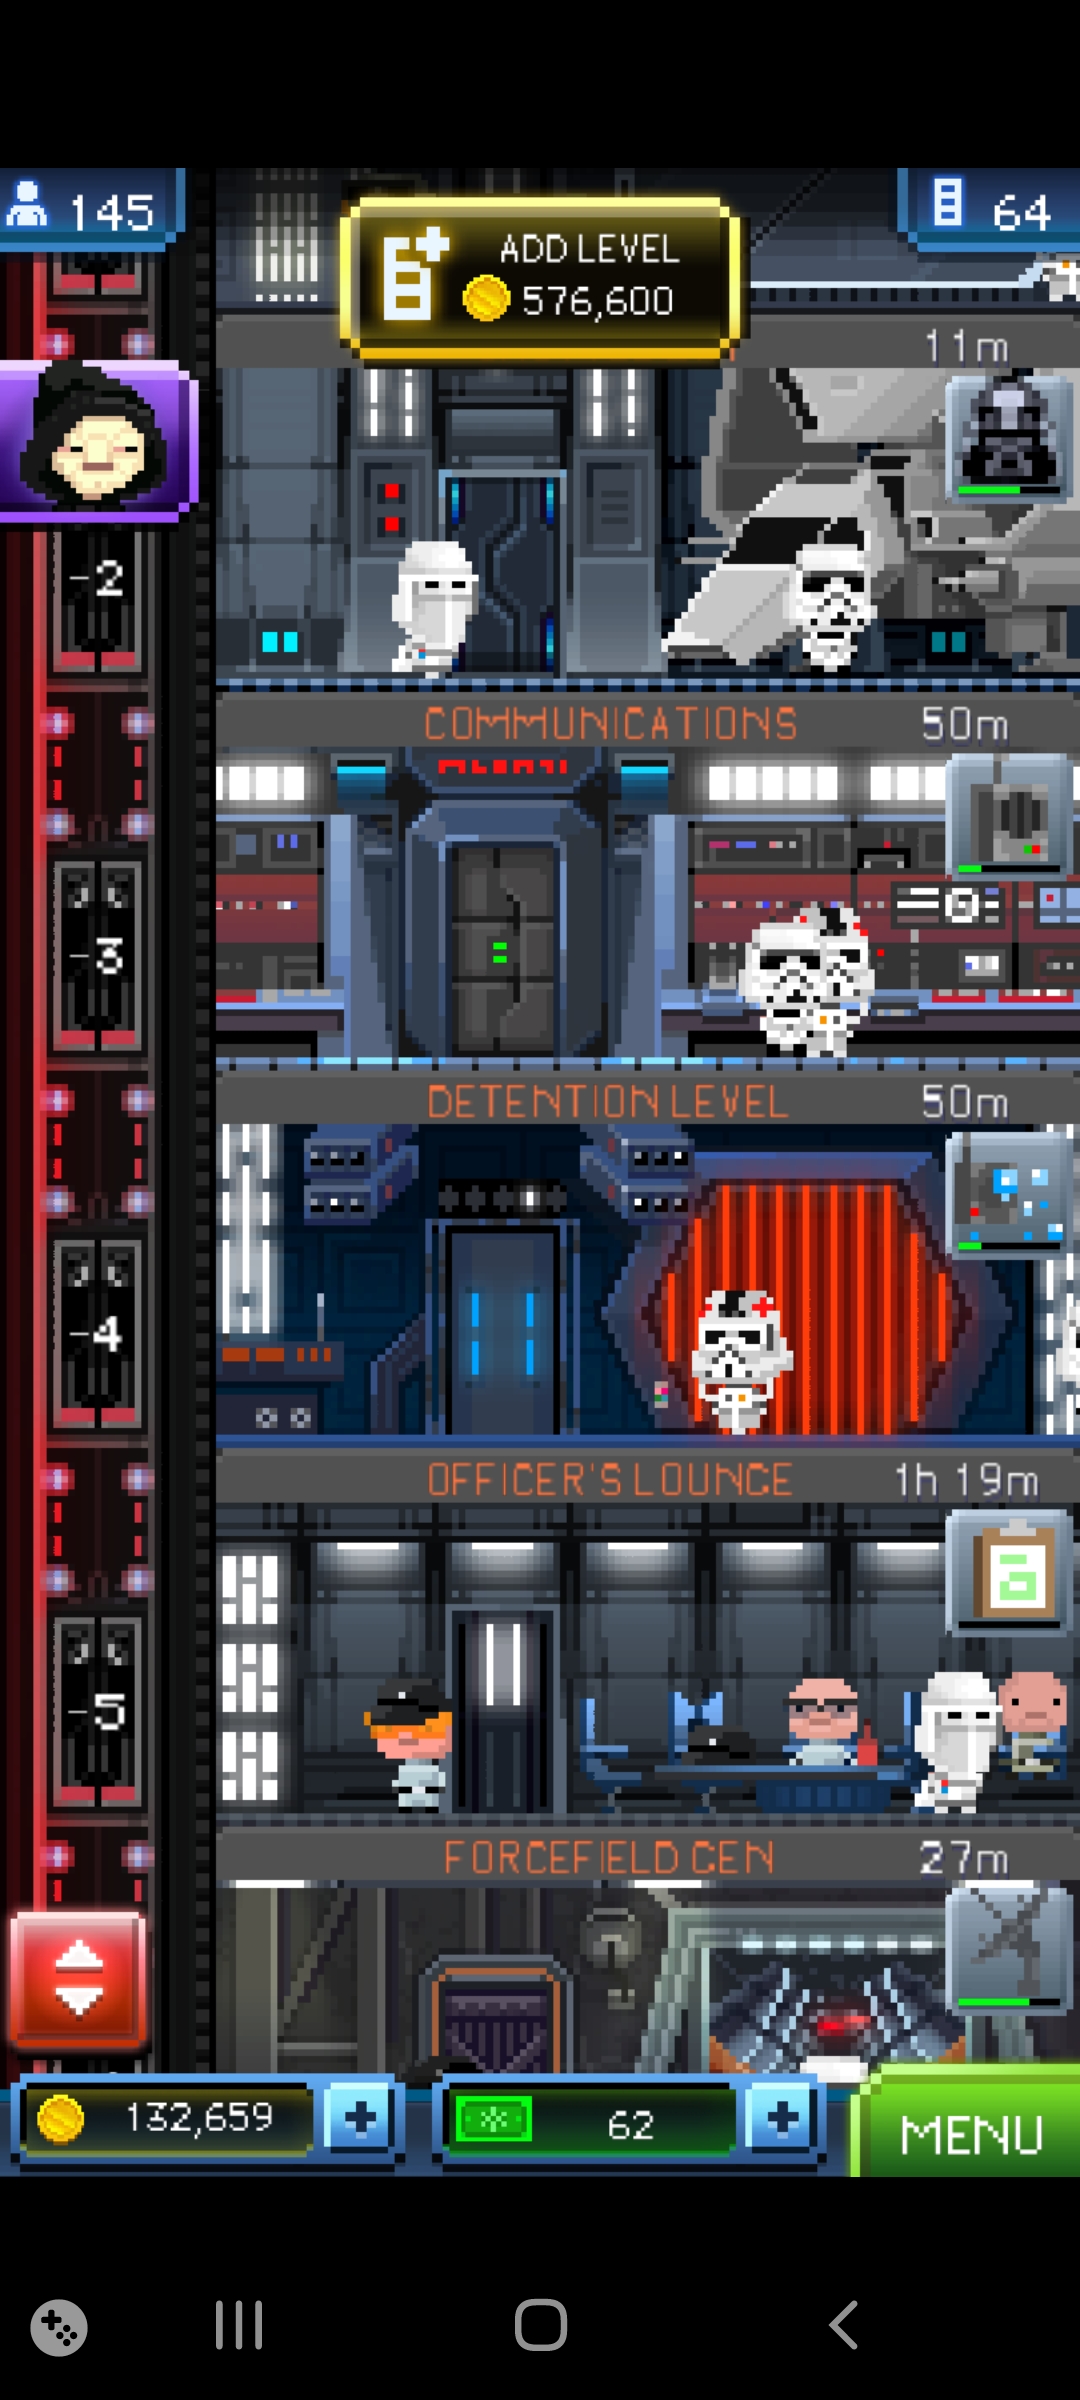 145
64
ADD LEVEL
576,600
11m
-2
COMMUNICATIONS 50m
-3
DETENTION LEVEL 50m
-4
OFFICER'S LOUNGE 1h 19m
-5
FORCEFIELD GEN 27m
132,659
62
MENU